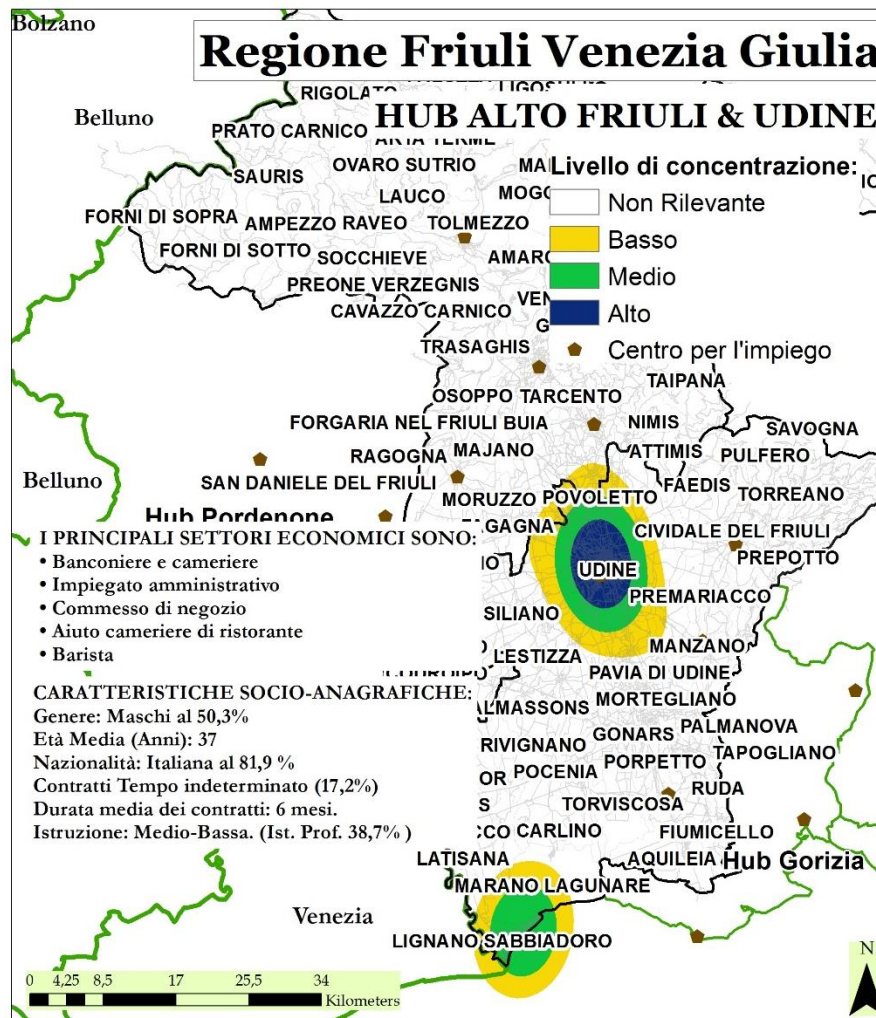 Bolzano
Regione Friuli Venezia Giulia
RIGOLATO
LIGOSULLO
Belluno
HUB ALTO FRIULI & UDINE
PRATO CARNICO
ARTA TERME
OVARO SUTRIO
Livello di concentrazione:
SAURIS
LAUCO
Non Rilevante
FORNI DI SOPRA
AMPEZZO RAVEO TOLMEZZO
Basso
FORNI DI SOTTO
SOCCHIEVE
Medio
PREONE VERZEGNIS
Alto
CAVAZZO CARNICO
TRASAGHIS
Centro per l'impiego
TAIPANA
OSOPPO TARCENTO
FORGARIA NEL FRIULI BUIA
NIMIS
SAVOGNA
RAGOGNA
MAJANO
ATTIMIS
PULFERO
Belluno
SAN DANIELE DEL FRIULI
FAEDIS
TORREANO
MORUZZO
POVOLETTO
Hub Pordenone
CIVIDALE DEL FRIULI
I PRINCIPALI SETTORI ECONOMICI SONO:
• Banconiere e cameriere
• Impiegato amministrativo
• Commesso di negozio
• Aiuto cameriere di ristorante
• Barista
PREPOTTO
UDINE
PREMARIACCO
SILIANO
MANZANO
LESTIZZA
PAVIA DI UDINE
CARATTERISTICHE SOCIO-ANAGRAFICHE:
Genere: Maschi al 50,3%
Età Media (Anni): 37
Nazionalità: Italiana al 81,9 %
Contratti Tempo indeterminato (17,2%)
Durata media dei contratti: 6 mesi.
Istruzione: Medio-Bassa. (Ist. Prof. 38,7% )
ALMASSONS
MORTEGLIANO
GONARS
PALMANOVA
RIVIGNANO
TAPOGLIANO
POCENIA
PORPETTO
RUDA
TORVISCOSA
CARLINO
FIUMICELLO
LATISANA
AQUILEIA
Hub Gorizia
MARANO LAGUNARE
Venezia
LIGNANO SABBIADORO
N
0 4,25 8,5 17 25,5 34
Kilometers